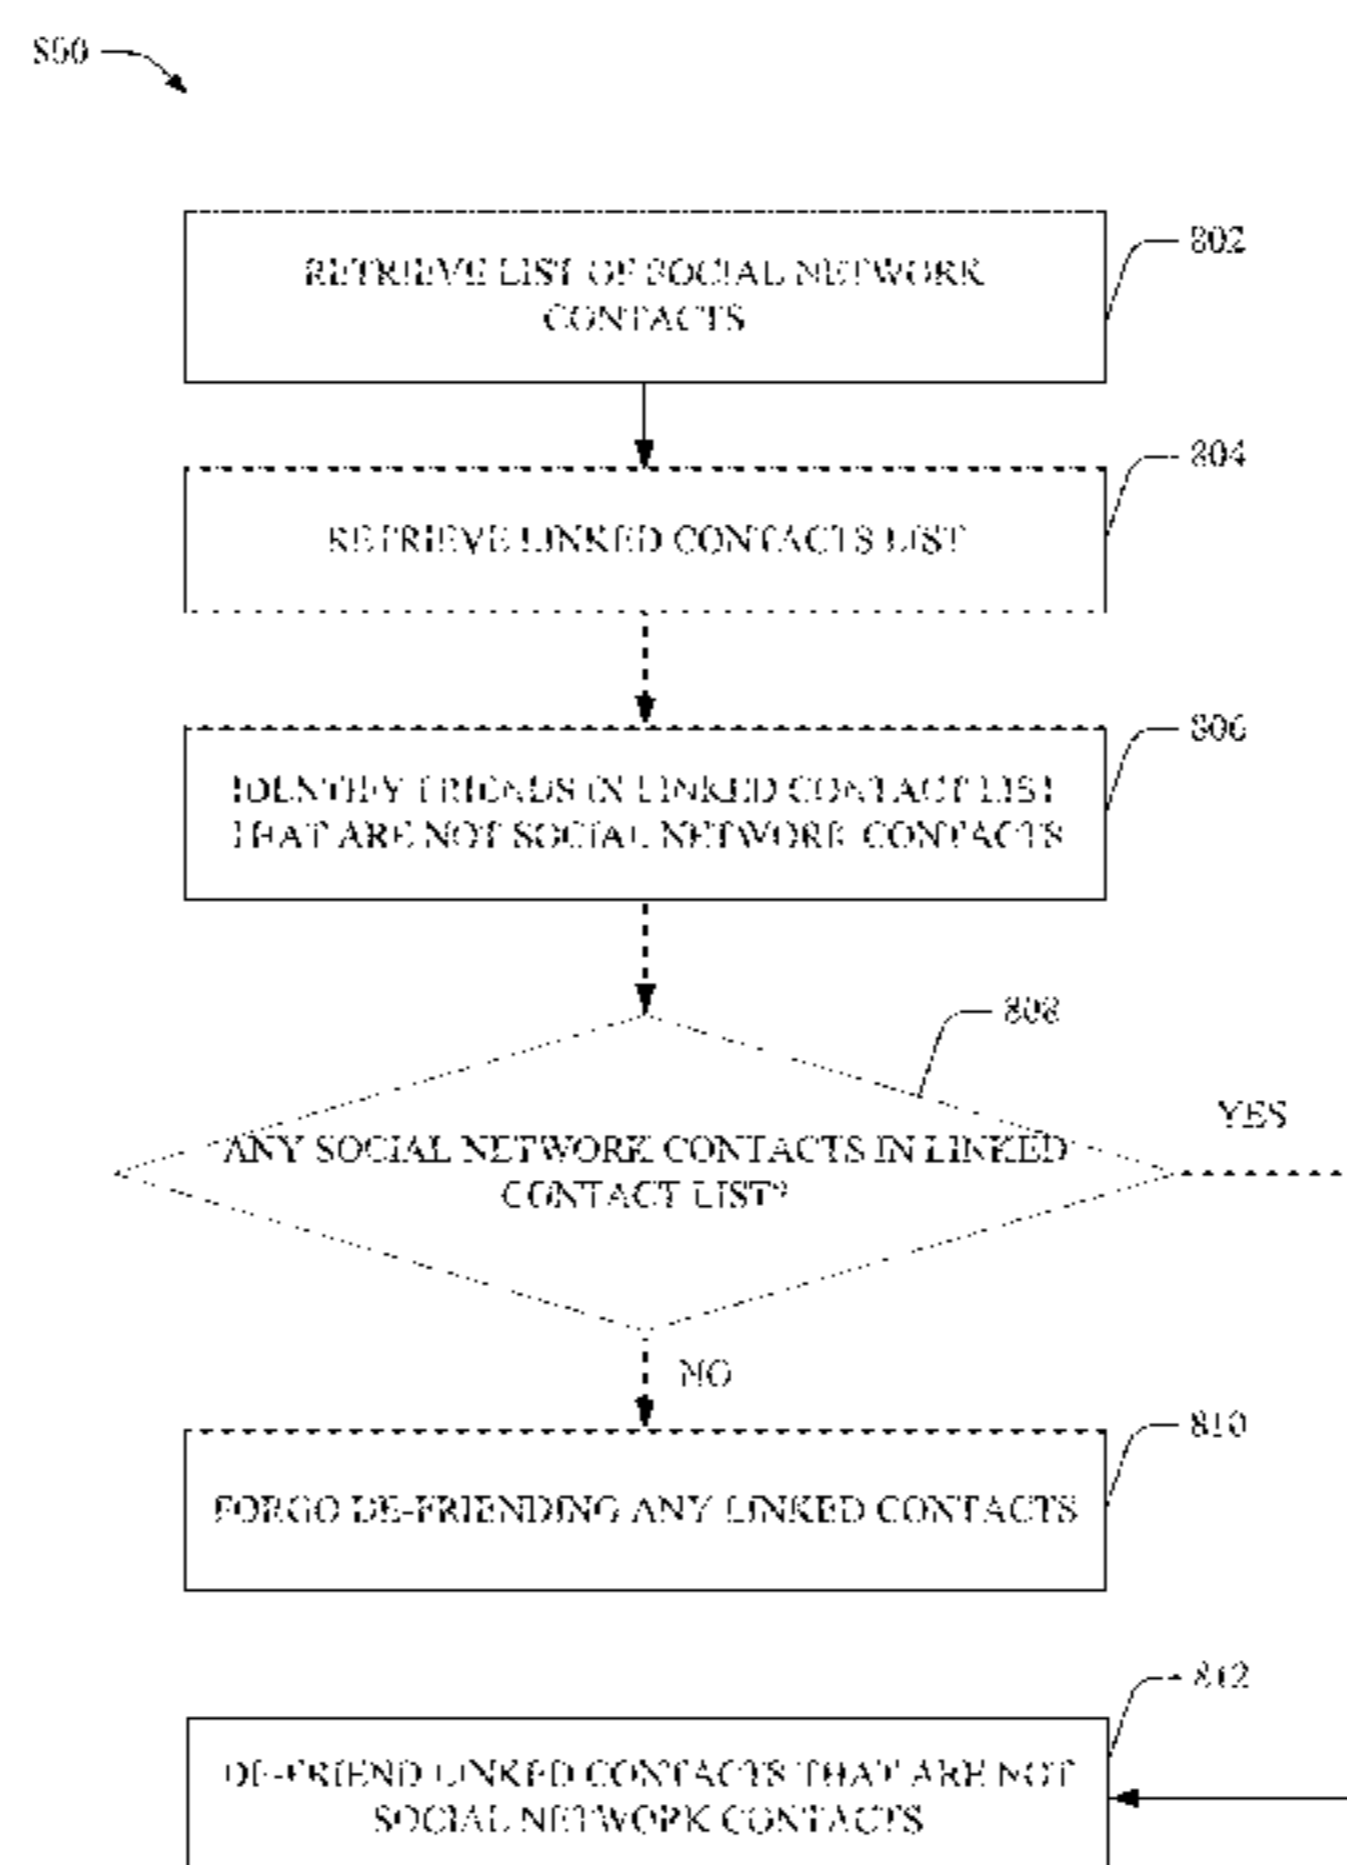 800
802
RETRIEVE LIST OF SOCIAL NETWORK
CONTACTS
804
RETRIEVE LINKED CONTACTS LIST
806
IDENTIFY FRIENDS IN LINKED CONTACT LIST
THAT ARE NOT SOCIAL NETWORK CONTACTS
808
YES
ANY SOCIAL NETWORK CONTACTS IN LINKED
CONTACT LIST?
NO
810
FORGO DE-FRIENDING ANY LINKED CONTACTS
812
DE-FRIEND LINKED CONTACTS THAT ARE NOT
SOCIAL NETWORK CONTACTS